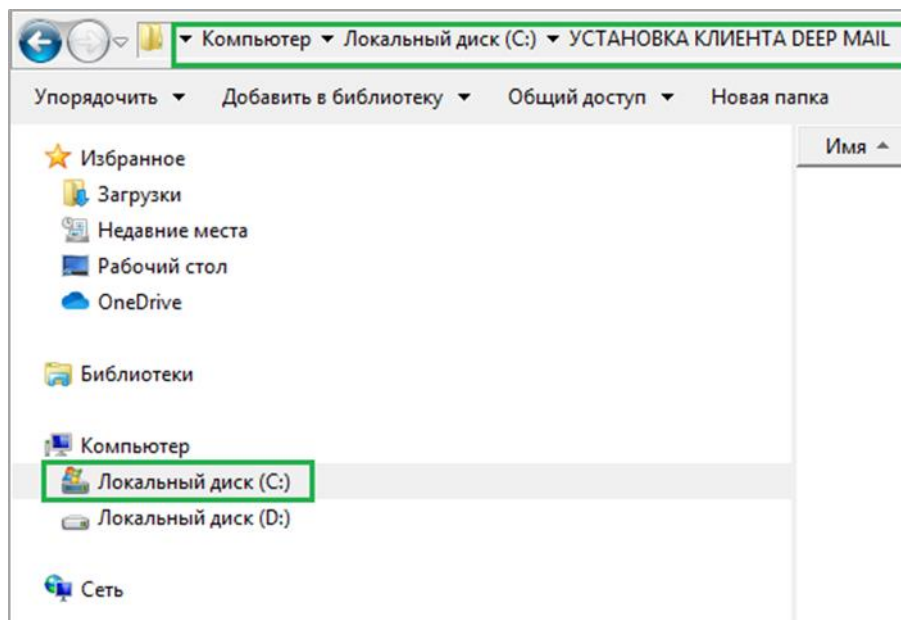 Компьютер Локальный диск (C:) УСТАНОВКА КЛИЕНТА DEEP MAIL
Упорядочить Добавить в библиотеку Общий доступ Новая папка
Имя
Избранное
Загрузки
Недавние места
Рабочий стол
OneDrive
Библиотеки
Компьютер
Локальный диск (C:)
Локальный диск (D:)
Сеть